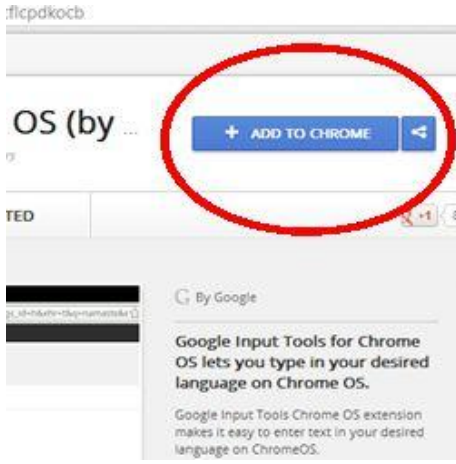 :flcpdkocb
OS (by ...
+ ADD TO CHROME
TED
+1
G By Google
Google Input Tools for Chrome
OS lets you type in your desired
language on Chrome OS.
Google Input Tools Chrome OS extension
makes it easy to enter text in your desired
language on ChromeOS.